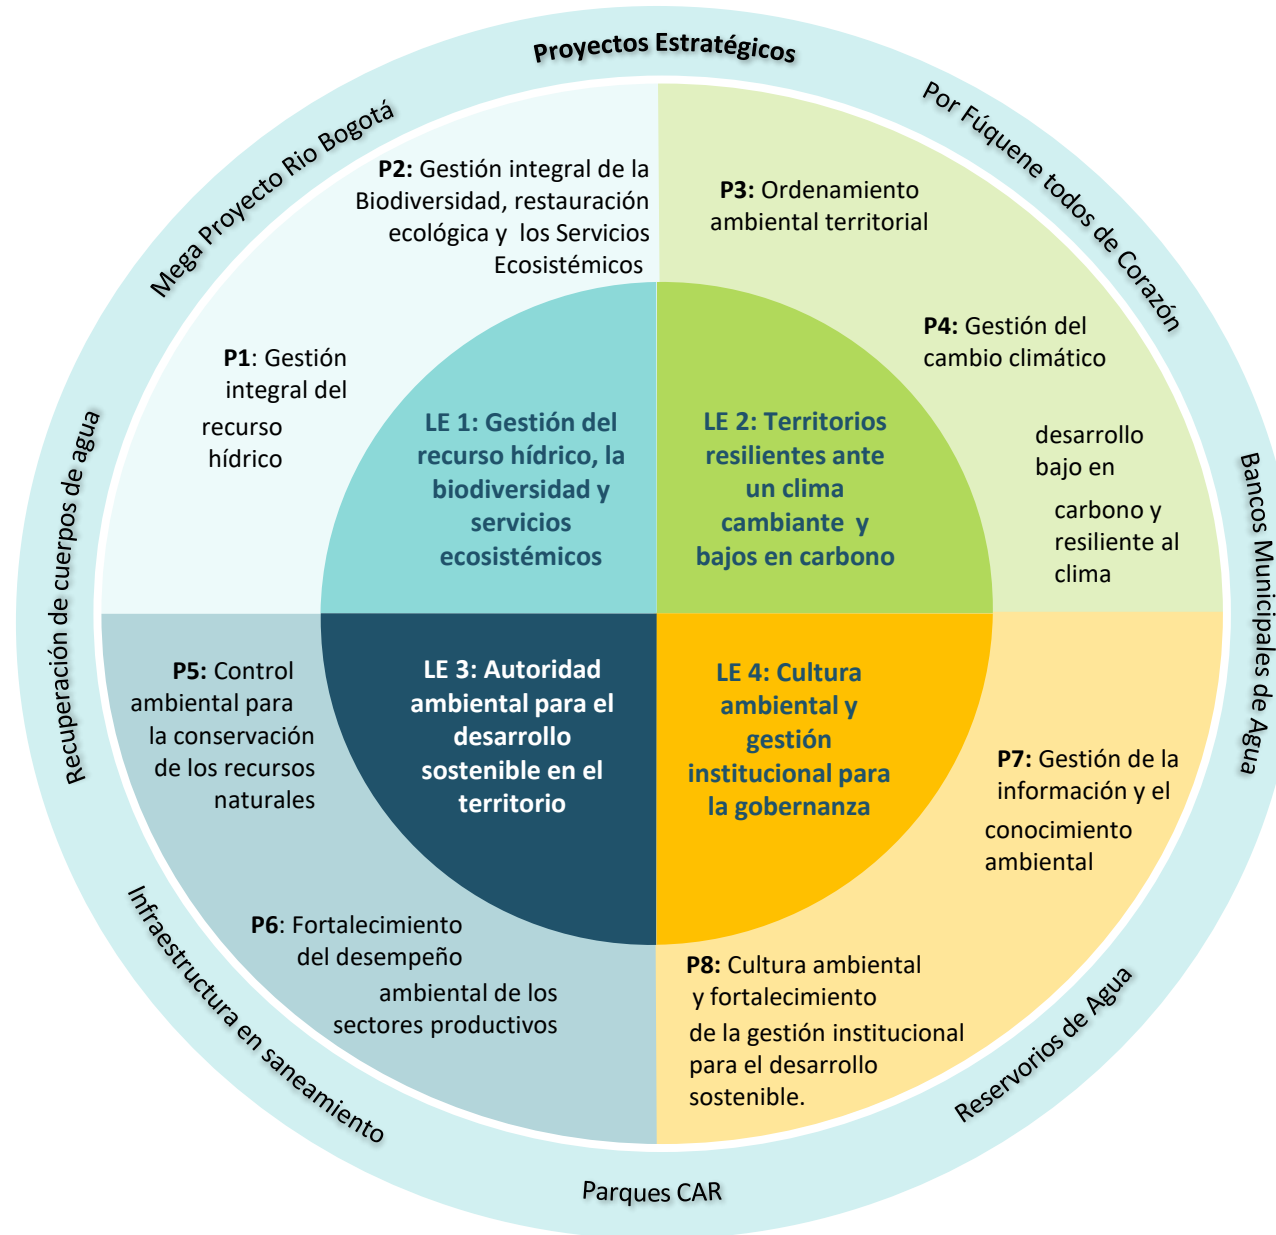 Proyectos Estratégicos
Por Fúquene todos de Corazón
Bancos Municipales de Agua
Reservorios de Agua
Parques CAR
Infraestructura en saneamiento
Recuperación de cuerpos de agua
Mega Proyecto Rio Bogotá
P2: Gestión integral de la
Biodiversidad, restauración
ecológica y los Servicios
Ecosistémicos
P1: Gestión
integral del
recurso
hídrico
P3: Ordenamiento
ambiental territorial
P4: Gestión del
cambio climático
desarrollo
bajo en
carbono y
resiliente al
clima
LE 1: Gestión del
recurso hídrico, la
biodiversidad y
servicios
ecosistémicos
LE 2: Territorios
resilientes ante
un clima
cambiante y
bajos en carbono
LE 3: Autoridad
ambiental para el
desarrollo
sostenible en el
territorio
LE 4: Cultura
ambiental y
gestión
institucional para
la gobernanza
P5: Control
ambiental para
la conservación
de los recursos
naturales
P6: Fortalecimiento
del desempeño
ambiental de los
sectores productivos
P7: Gestión de la
información y el
conocimiento
ambiental
P8: Cultura ambiental
y fortalecimiento
de la gestión institucional
para el desarrollo
sostenible.